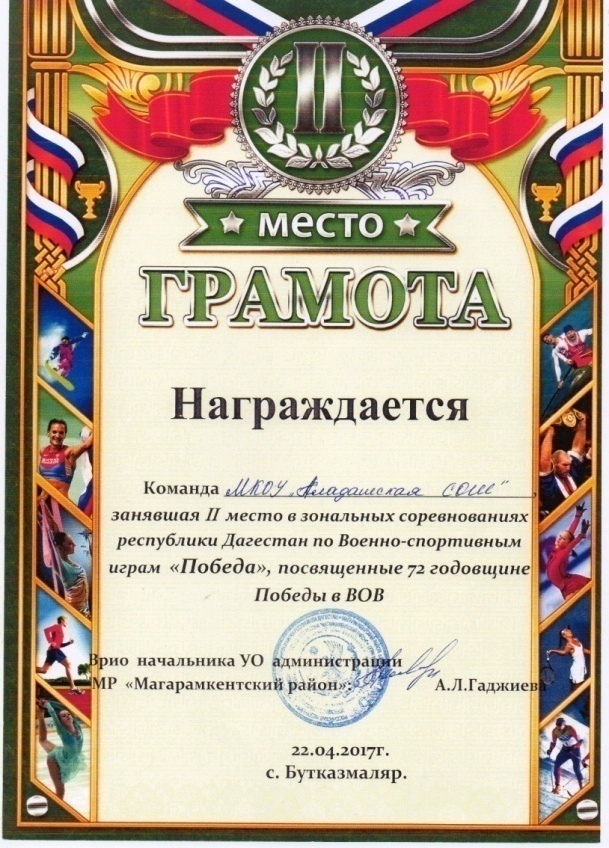 II
место
ГРАМОТА
Награждается
Команда МКОУ „Кладашская СОШ",
занявшая II место в зональных соревнованиях
республики Дагестан по Военно-спортивным
играм «Победа», посвященные 72 годовщине
Победы в ВОВ
Врио начальника УО администрации
МР «Магарамкентский район»:
А.Л.Гаджиева
22.04.2017г.
с. Бутказмаляр.